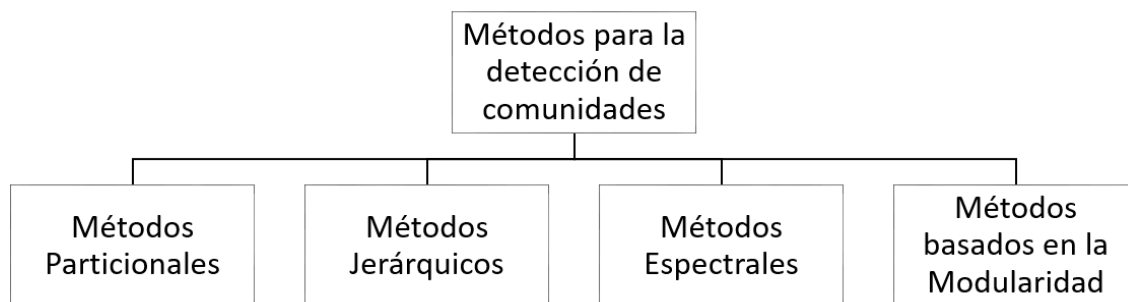 Métodos para la
detección de
comunidades
Métodos
Particionales
Métodos
Jerárquicos
Métodos
Espectrales
Métodos
basados en la
Modularidad